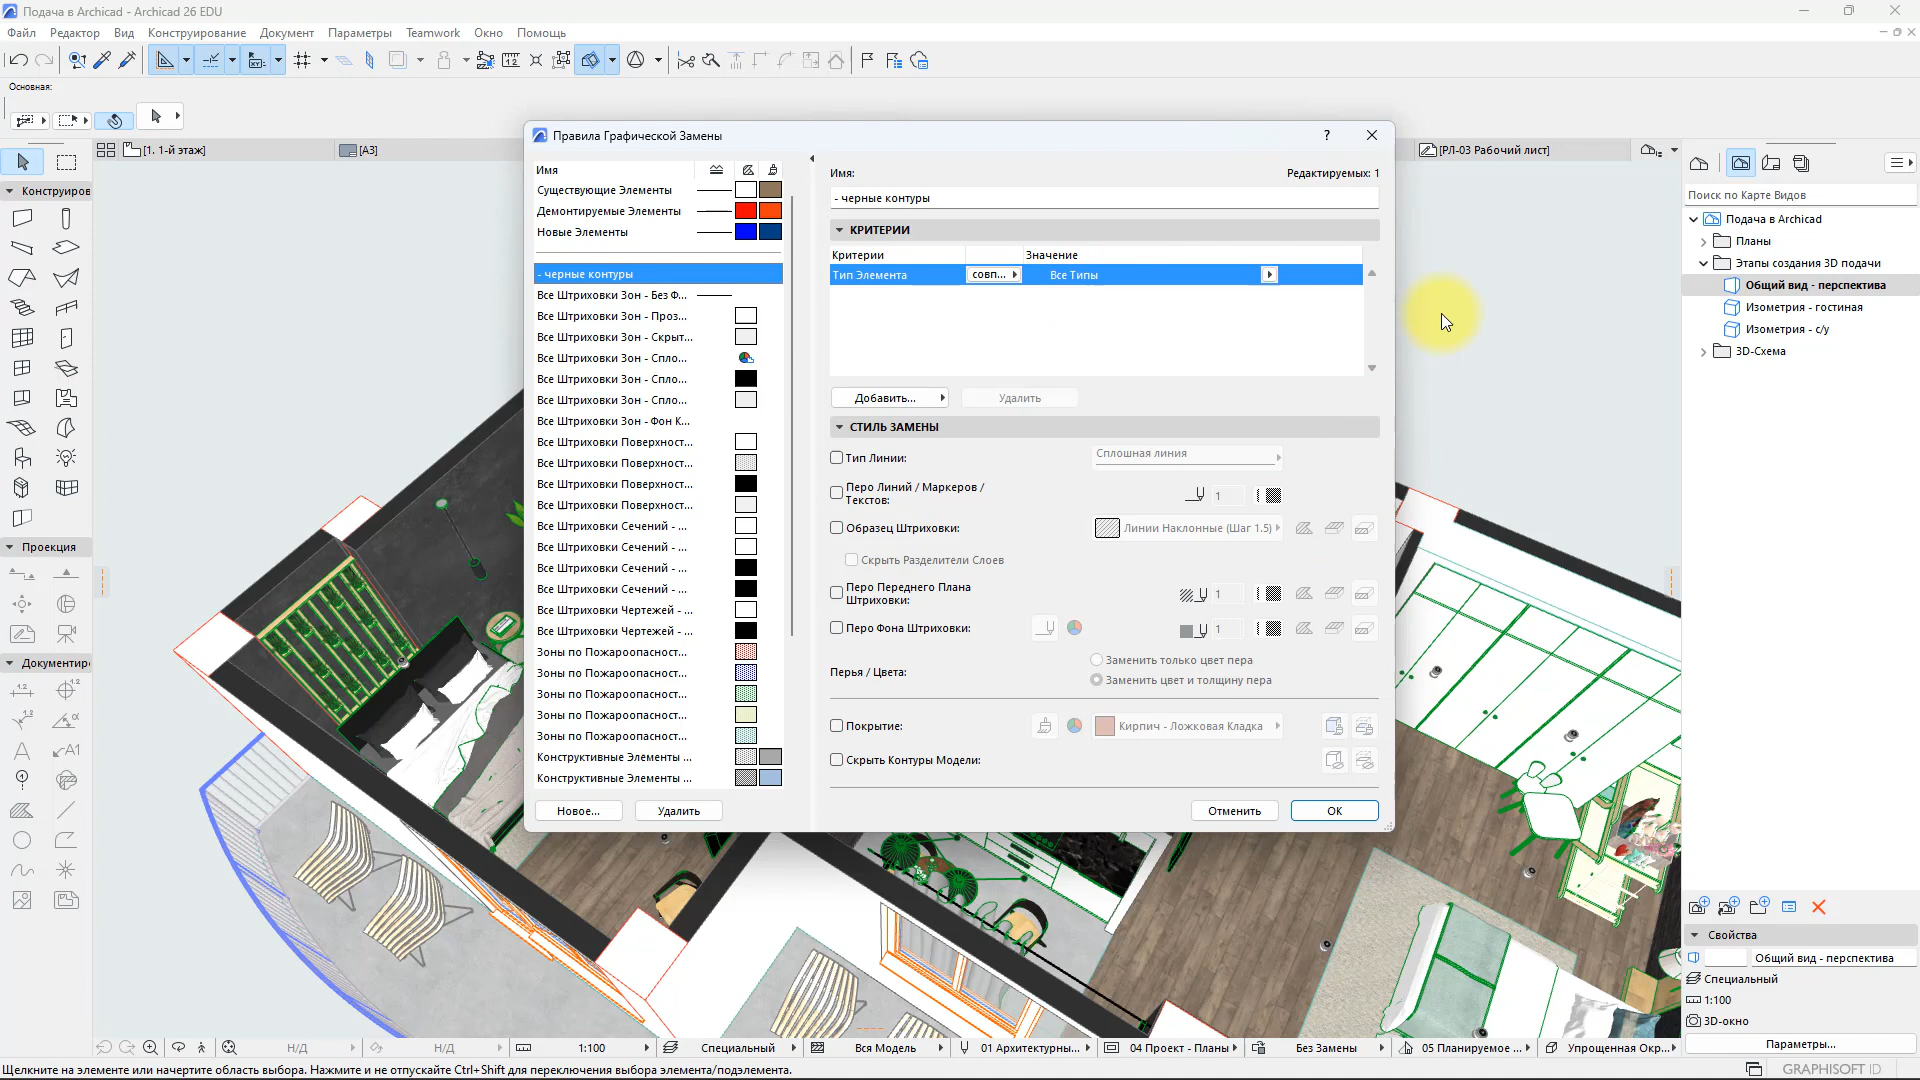 Подача в Archicad - Archicad 26 EDU
Файл Редактор Вид Конструирование Документ Параметры Teamwork Окно Помощь
Основная:
[1. 1-й этаж]
[A3]
[РЛ-03 Рабочий лист]
Конструиров
Проекция
Документир
Правила Графической Замены
?
Имя
Существующие Элементы
Демонтируемые Элементы
Новые Элементы
- черные контуры
Все Штриховки Зон - Без Ф...
Все Штриховки Зон - Проз...
Все Штриховки Зон - Скрыт...
Все Штриховки Зон - Спло...
Все Штриховки Зон - Спло...
Все Штриховки Зон - Спло...
Все Штриховки Зон - Фон К...
Все Штриховки Поверхност...
Все Штриховки Поверхност...
Все Штриховки Поверхност...
Все Штриховки Поверхност...
Все Штриховки Сечений - ...
Все Штриховки Сечений - ...
Все Штриховки Сечений - ...
Все Штриховки Сечений - ...
Все Штриховки Чертежей - ...
Все Штриховки Чертежей - ...
Зоны по Пожароопасност...
Зоны по Пожароопасност...
Зоны по Пожароопасност...
Зоны по Пожароопасност...
Зоны по Пожароопасност...
Конструктивные Элементы ...
Конструктивные Элементы ...
Новое...
Удалить
Имя:
Редактируемых: 1
- черные контуры
КРИТЕРИИ
Критерии
Значение
Тип Элемента
совп...
Все Типы
Добавить...
Удалить
СТИЛЬ ЗАМЕНЫ
Тип Линии:
Сплошная линия
Перо Линий / Маркеров /
Текстов:
1
Образец Штриховки:
Линии Наклонные (Шаг 1.5)
Скрыть Разделители Слоев
Перо Переднего Плана
Штриховки:
1
Перо Фона Штриховки:
1
Перья / Цвета:
Заменить только цвет пера
Заменить цвет и толщину пера
Покрытие:
Кирпич - Ложковая Кладка
Скрыть Контуры Модели:
Отменить
OK
Поиск по Карте Видов
Подача в Archicad
Планы
Этапы создания 3D подачи
Общий вид - перспектива
Изометрия - гостиная
Изометрия - с/у
3D-Схема
Свойства
Общий вид - перспектива
Специальный
1:100
3D-окно
Параметры...
Н/Д
Н/Д
1:100
Специальный
Вся Модель
01 Архитектурны...
04 Проект - Планы
Без Замены
05 Планируемое ...
Упрощенная Окр...
Щелкните на элементе или начертите область выбора. Нажмите и не отпускайте Ctrl+Shift для переключения выбора элемента/подэлемента.
GRAPHISOFT ID